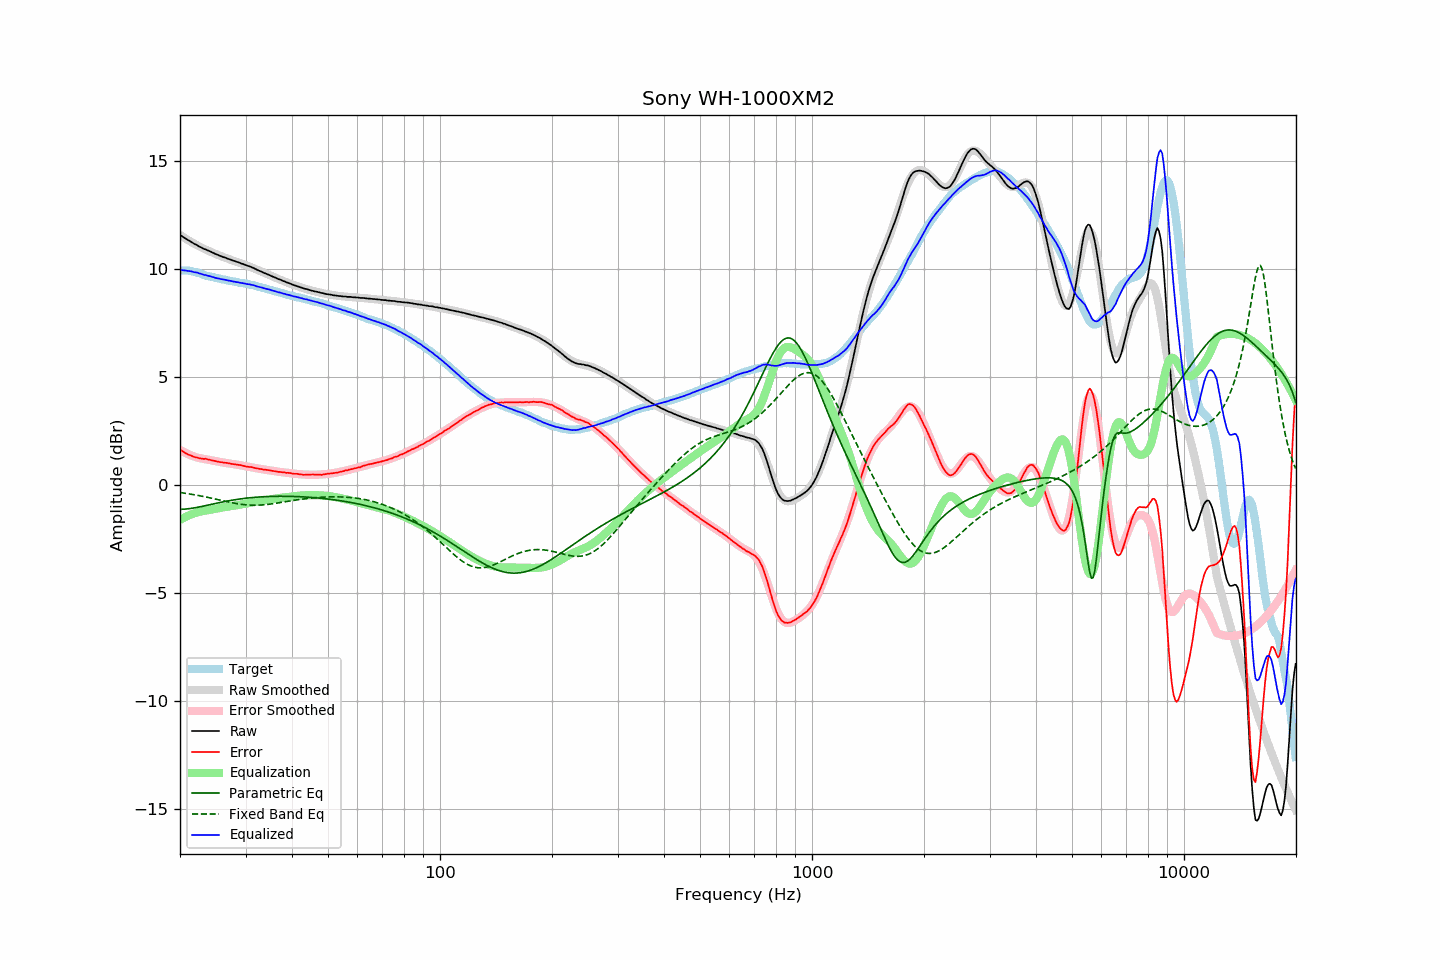 Sony WH-1000XM2
15
10
5
0
−5
−10
−15
Amplitude (dBr)
Target
Raw Smoothed
Error Smoothed
Raw
Error
Equalization
Parametric Eq
Fixed Band Eq
Equalized
100
1000
10000
Frequency (Hz)